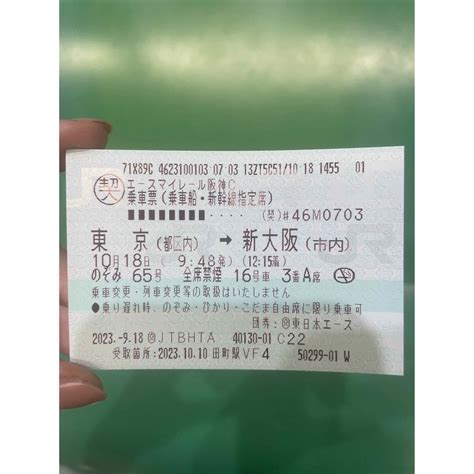 71X89C 4623100103 07 03 13ZT5C51/10 18 1455 01
契 エースマイレール阪神C
乗車票(乗車船・新幹線指定席)
(契)#46M0703
東 京(都区内) → 新大阪(市内)
10月18日 ( 9:48発) (12:15着)
のぞみ 65号 全席禁煙 16号車 3番A席
乗車変更・列車変更等の取扱はいたしません
●乗り遅れ時、のぞみ・ひかり・こだま自由席に限り乗車可
団券:東日本エース
2023.-9.18 JTBHTA 40130-01 C22
受取箇所:2023.10.10 田町駅VF4 50299-01 W